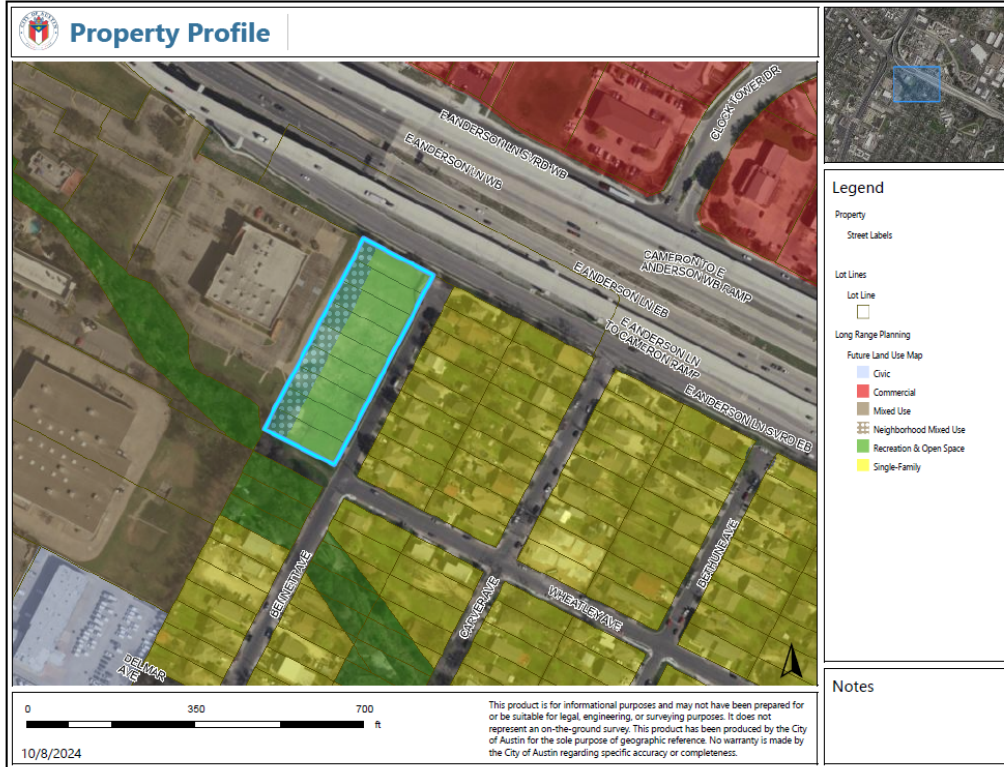 CITY OF AUSTIN
Property Profile
CLOCK TOWER DR
E ANDERSON LN SVRD WB
E ANDERSON LN WB
CAMERON TO E
ANDERSON WB RAMP
E ANDERSON LN EB
E ANDERSON LN
TO CAMERON RAMP
E ANDERSON LN SVRD EB
BETHUNE AVE
BENNETT AVE
CARVER AVE
WHEATLEY AVE
DELMAR
AVE
Legend
Property
Street Labels
Lot Lines
Lot Line
Long Range Planning
Future Land Use Map
Civic
Commercial
Mixed Use
Neighborhood Mixed Use
Recreation & Open Space
Single-Family
Notes
0 350 700
ft
10/8/2024
This product is for informational purposes and may not have been prepared for
or be suitable for legal, engineering, or surveying purposes. It does not
represent an on-the-ground survey. This product has been produced by the City
of Austin for the sole purpose of geographic reference. No warranty is made by
the City of Austin regarding specific accuracy or completeness.